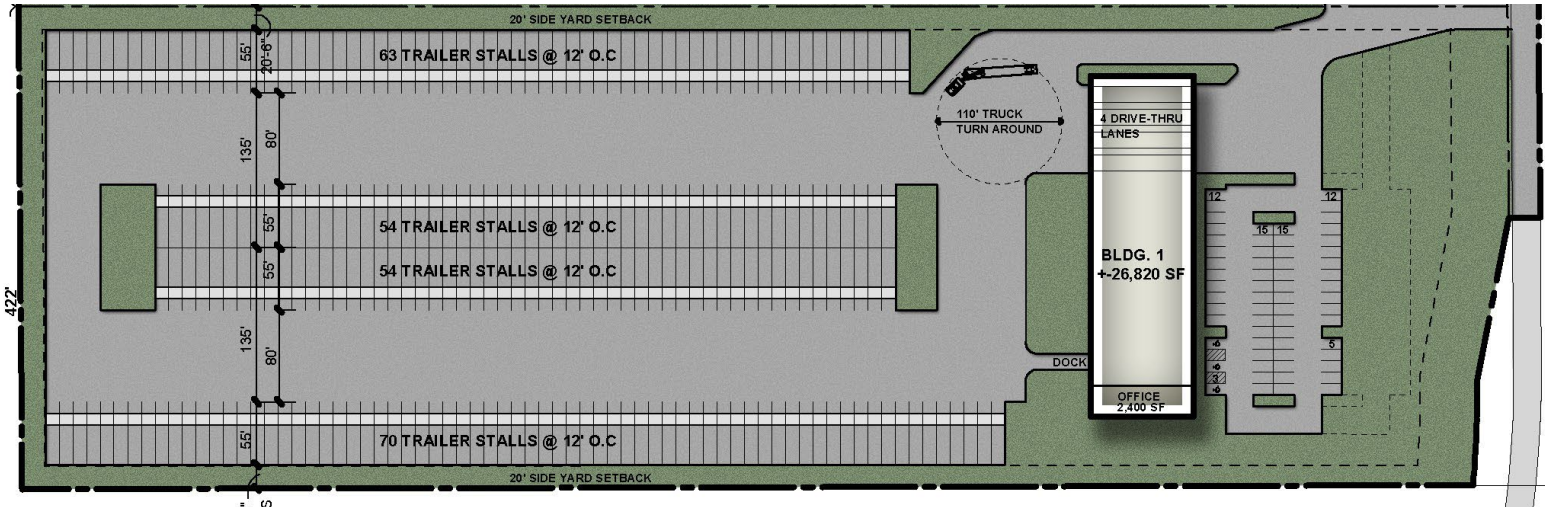 20' SIDE YARD SETBACK
63 TRAILER STALLS @ 12' O.C
55'
20'-6"
110' TRUCK
TURN AROUND
4 DRIVE-THRU
LANES
135'
80'
54 TRAILER STALLS @ 12' O.C
55'
54 TRAILER STALLS @ 12' O.C
55'
12
12
15 15
BLDG. 1
+-26,820 SF
422'
135'
80'
DOCK
5
3
OFFICE
2,400 SF
70 TRAILER STALLS @ 12' O.C
55'
20' SIDE YARD SETBACK